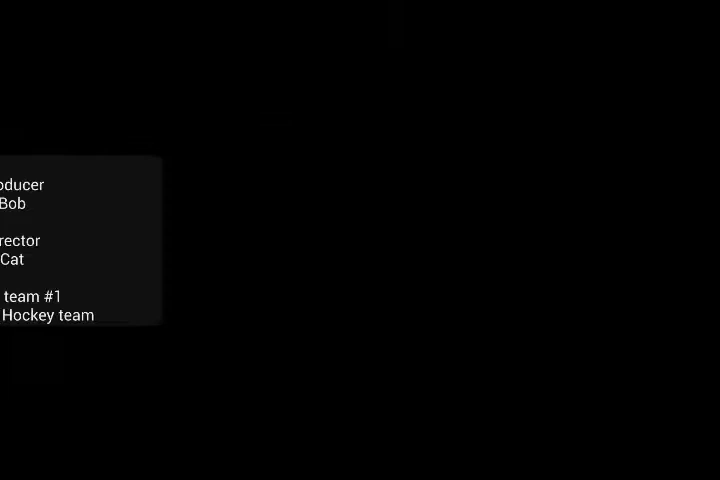 oducer
Bob
rector
Cat
team #1
Hockey team